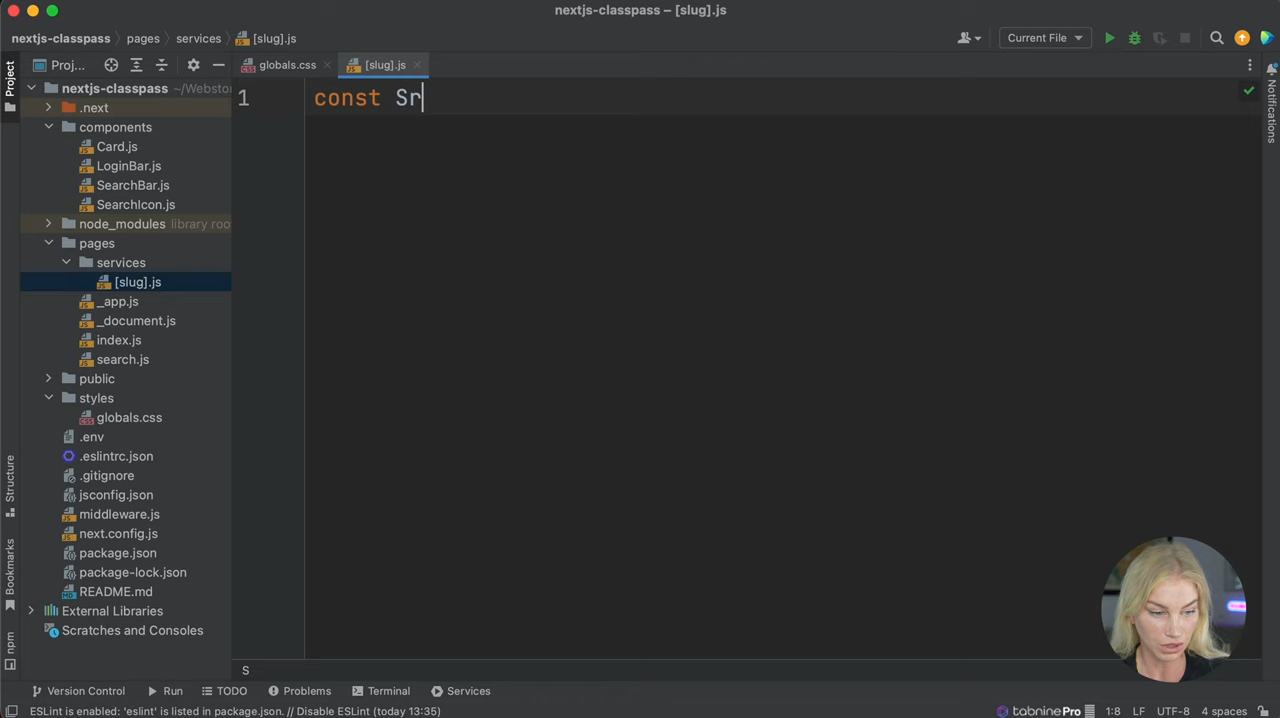 nextjs-classpass – [slug].js
nextjs-classpass
pages
services
[slug].js
Current File
Project
Proj...
globals.css
[slug].js
Notifications
nextjs-classpass ~/Websto
.next
components
Card.js
LoginBar.js
SearchBar.js
SearchIcon.js
node_modules library roo
pages
services
[slug].js
_app.js
_document.js
index.js
search.js
public
styles
globals.css
.env
.eslintrc.json
.gitignore
jsconfig.json
middleware.js
next.config.js
package.json
package-lock.json
README.md
External Libraries
Scratches and Consoles
1 const Sr
Structure
Bookmarks
npm
S
Version Control
Run
TODO
Problems
Terminal
Services
ESLint is enabled: 'eslint' is listed in package.json. // Disable ESLint (today 13:35)
tabnine Pro
1:8
LF
UTF-8
4 spaces